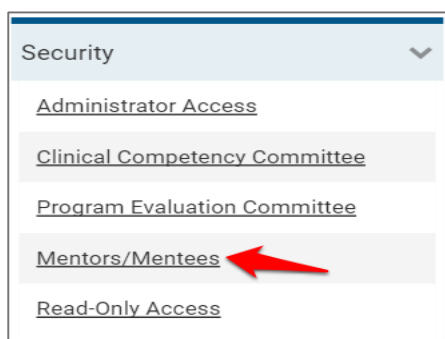 Security
Administrator Access
Clinical Competency Committee
Program Evaluation Committee
Mentors/Mentees
Read-Only Access